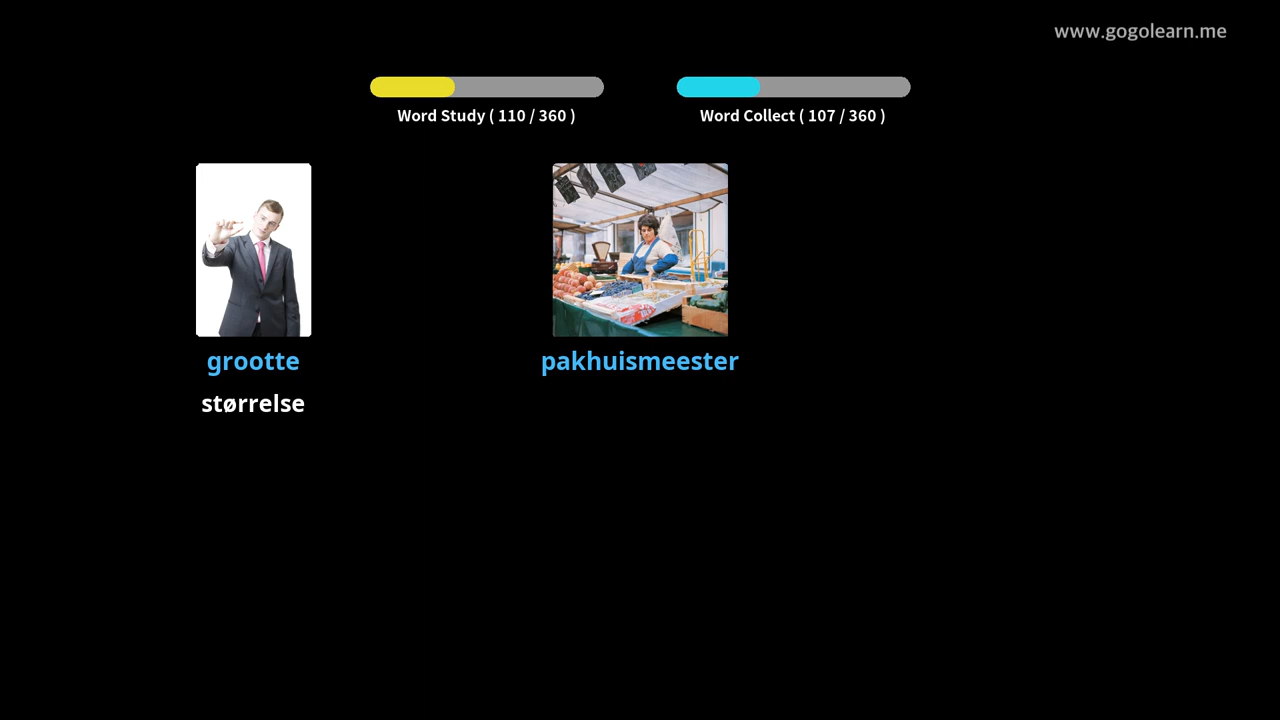 www.gogolearn.me
Word Study ( 110 / 360 )
Word Collect ( 107 / 360 )
grootte
pakhuismeester
størrelse